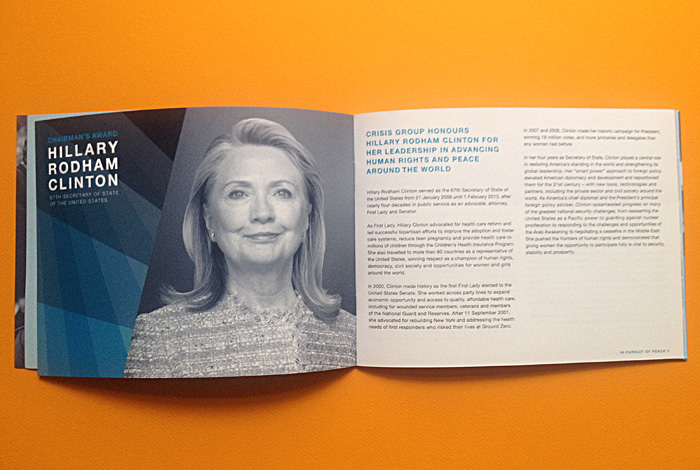 CHAIRMAN'S AWARD
HILLARY
RODHAM
CLINTON
67TH SECRETARY OF STATE
OF THE UNITED STATES
CRISIS GROUP HONOURS
HILLARY RODHAM CLINTON FOR
HER LEADERSHIP IN ADVANCING
HUMAN RIGHTS AND PEACE
AROUND THE WORLD
Hillary Rodham Clinton served as the 67th Secretary of State of
the United States from 21 January 2009 until 1 February 2013, after
nearly four decades in public service as an advocate, attorney,
First Lady and Senator.
As First Lady, Hillary Clinton advocated for health care reform and
led successful bipartisan efforts to improve the adoption and foster
care systems, reduce teen pregnancy and provide health care to
millions of children through the Children's Health Insurance Program.
She also travelled to more than 80 countries as a representative of
the United States, winning respect as a champion of human rights,
democracy, civil society and opportunities for women and girls
around the world.
In 2000, Clinton made history as the first First Lady elected to the
United States Senate. She worked across party lines to expand
economic opportunity and access to quality, affordable health care,
including for wounded service members, veterans and members
of the National Guard and Reserves. After 11 September 2001,
she advocated for rebuilding New York and addressing the health
needs of first responders who risked their lives at Ground Zero.
In 2007 and 2008, Clinton made her historic campaign for President,
winning 18 million votes, and more primaries and delegates than
any woman had before.
In her four years as Secretary of State, Clinton played a central role
in restoring America's standing in the world and strengthening its
global leadership. Her "smart power" approach to foreign policy
elevated American diplomacy and development and repositioned
them for the 21st century – with new tools, technologies and
partners, including the private sector and civil society around the
world. As America's chief diplomat and the President's principal
foreign policy adviser, Clinton spearheaded progress on many
of the greatest national security challenges, from reasserting the
United States as a Pacific power to guarding against nuclear
proliferation to responding to the challenges and opportunities of
the Arab Awakening to negotiating a ceasefire in the Middle East.
She pushed the frontiers of human rights and demonstrated that
giving women the opportunity to participate fully is vital to security,
stability and prosperity.
IN PURSUIT OF PEACE